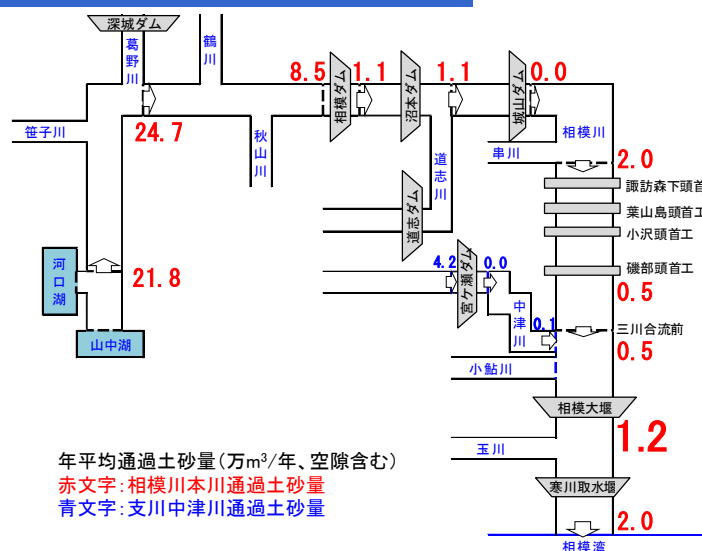 深城ダム
葛野川
鶴川
8.5
1.1
1.1
0.0
相模ダム
沼本ダム
城山ダム
笹子川
24.7
秋山川
道志川
相模川
串川
2.0
諏訪森下頭首
葉山島頭首工
小沢頭首工
道志ダム
河口湖
21.8
4.2
0.0
宮ケ瀬ダム
磯部頭首工
0.5
中津川
0.1
三川合流前
0.5
山中湖
小鮎川
相模大堰
1.2
玉川
年平均通過土砂量(万m³/年、空隙含む)
赤文字:相模川本川通過土砂量
青文字:支川中津川通過土砂量
寒川取水堰
2.0
相模湾